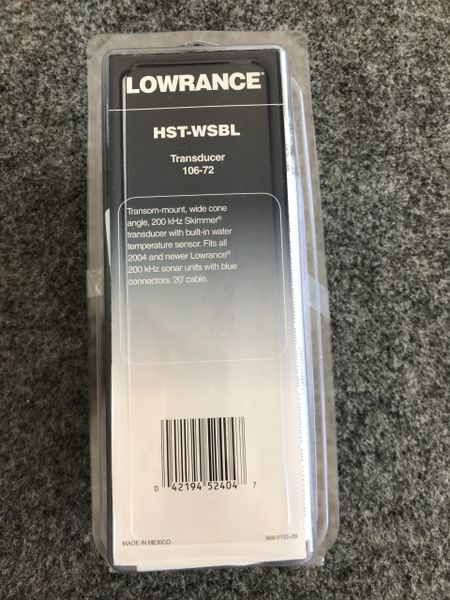 LOWRANCE®
HST-WSBL
Transducer
106-72
Transom-mount, wide cone
angle, 200 kHz Skimmer®
transducer with built-in water
temperature sensor. Fits all
2004 and newer Lowrance®
200 kHz sonar units with blue
connectors. 20' cable.
0 42194 52404 7
MADE IN MEXICO 988-0155-09